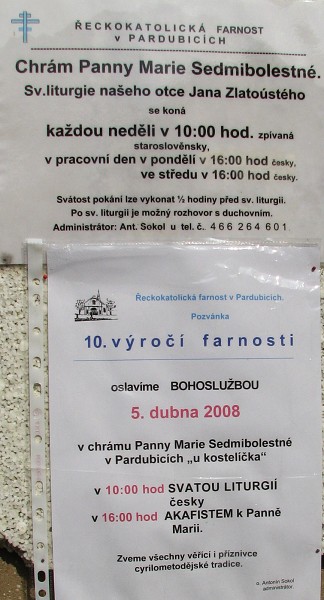 ŘECKOKATOLICKÁ FARNOST
V PARDUBICÍCH
Chrám Panny Marie Sedmibolestné.
Sv.liturgie našeho otce Jana Zlatoústého
se koná
každou neděli v 10:00 hod. zpívaná
staroslověnsky,
v pracovní den v pondělí v 16:00 hod česky,
ve středu v 16:00 hod česky.
Svátost pokání lze vykonat ½ hodiny před sv. liturgii.
Po sv. liturgii je možný rozhovor s duchovním.
Administrátor: Ant. Sokol u tel. č. 466 264 601
Řeckokatolická farnost v Pardubicích.
Pozvánka
10. výročí farnosti
oslavíme BOHOSLUŽBOU
5. dubna 2008
v chrámu Panny Marie Sedmibolestné
v Pardubicích „u kostelíčka"
v 10:00 hod SVATOU LITURGIÍ
česky
v 16:00 hod AKAFISTEM k Panně
Marii.
Zveme všechny věřící i příznivce
cyrilometodějské tradice.
o. Antonín Sokol
administrátor.